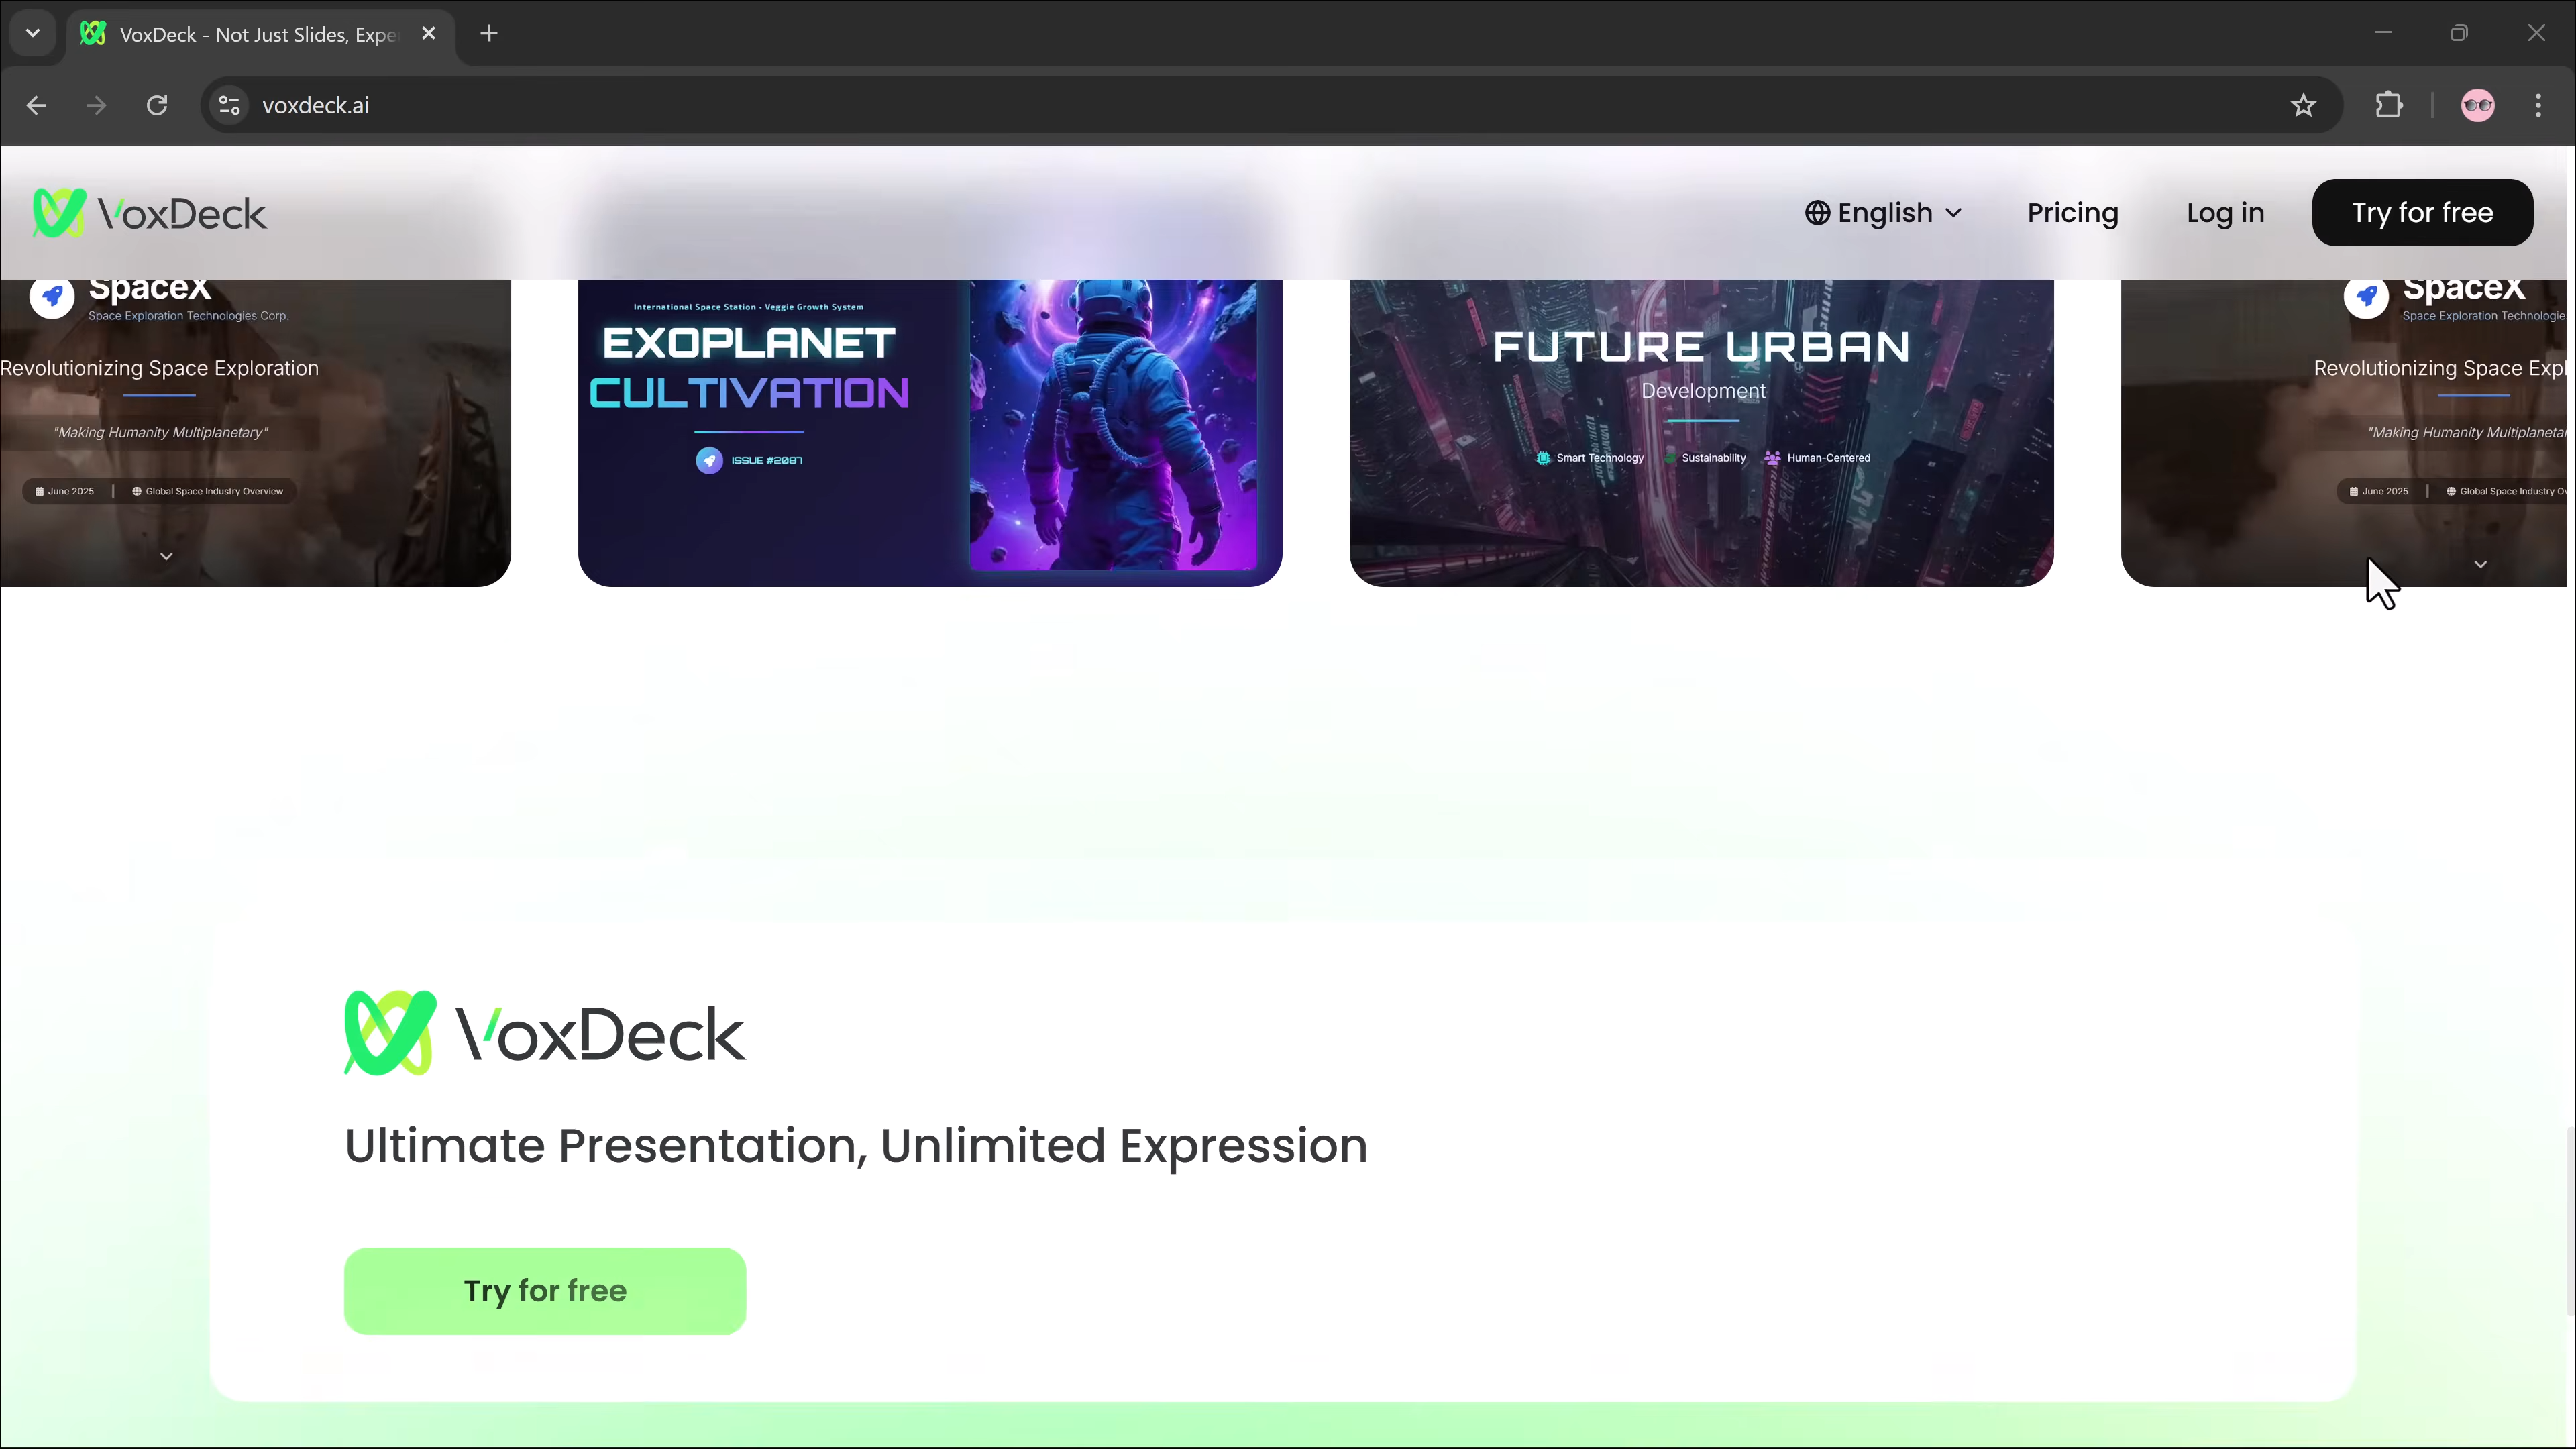 VoxDeck - Not Just Slides, Expe
voxdeck.ai
VoxDeck
English
Pricing
Log in
Try for free
SpaceX
Space Exploration Technologies Corp.
Revolutionizing Space Exploration
"Making Humanity Multiplanetary"
June 2025 | Global Space Industry Overview
International Space Station • Veggie Growth System
EXOPLANET
CULTIVATION
ISSUE #2087
FUTURE URBAN
Development
Smart Technology
Sustainability
Human-Centered
SpaceX
Space Exploration Technologies
Revolutionizing Space Expl
"Making Humanity Multiplanetar
June 2025 | Global Space Industry Ov
VoxDeck
Ultimate Presentation, Unlimited Expression
Try for free